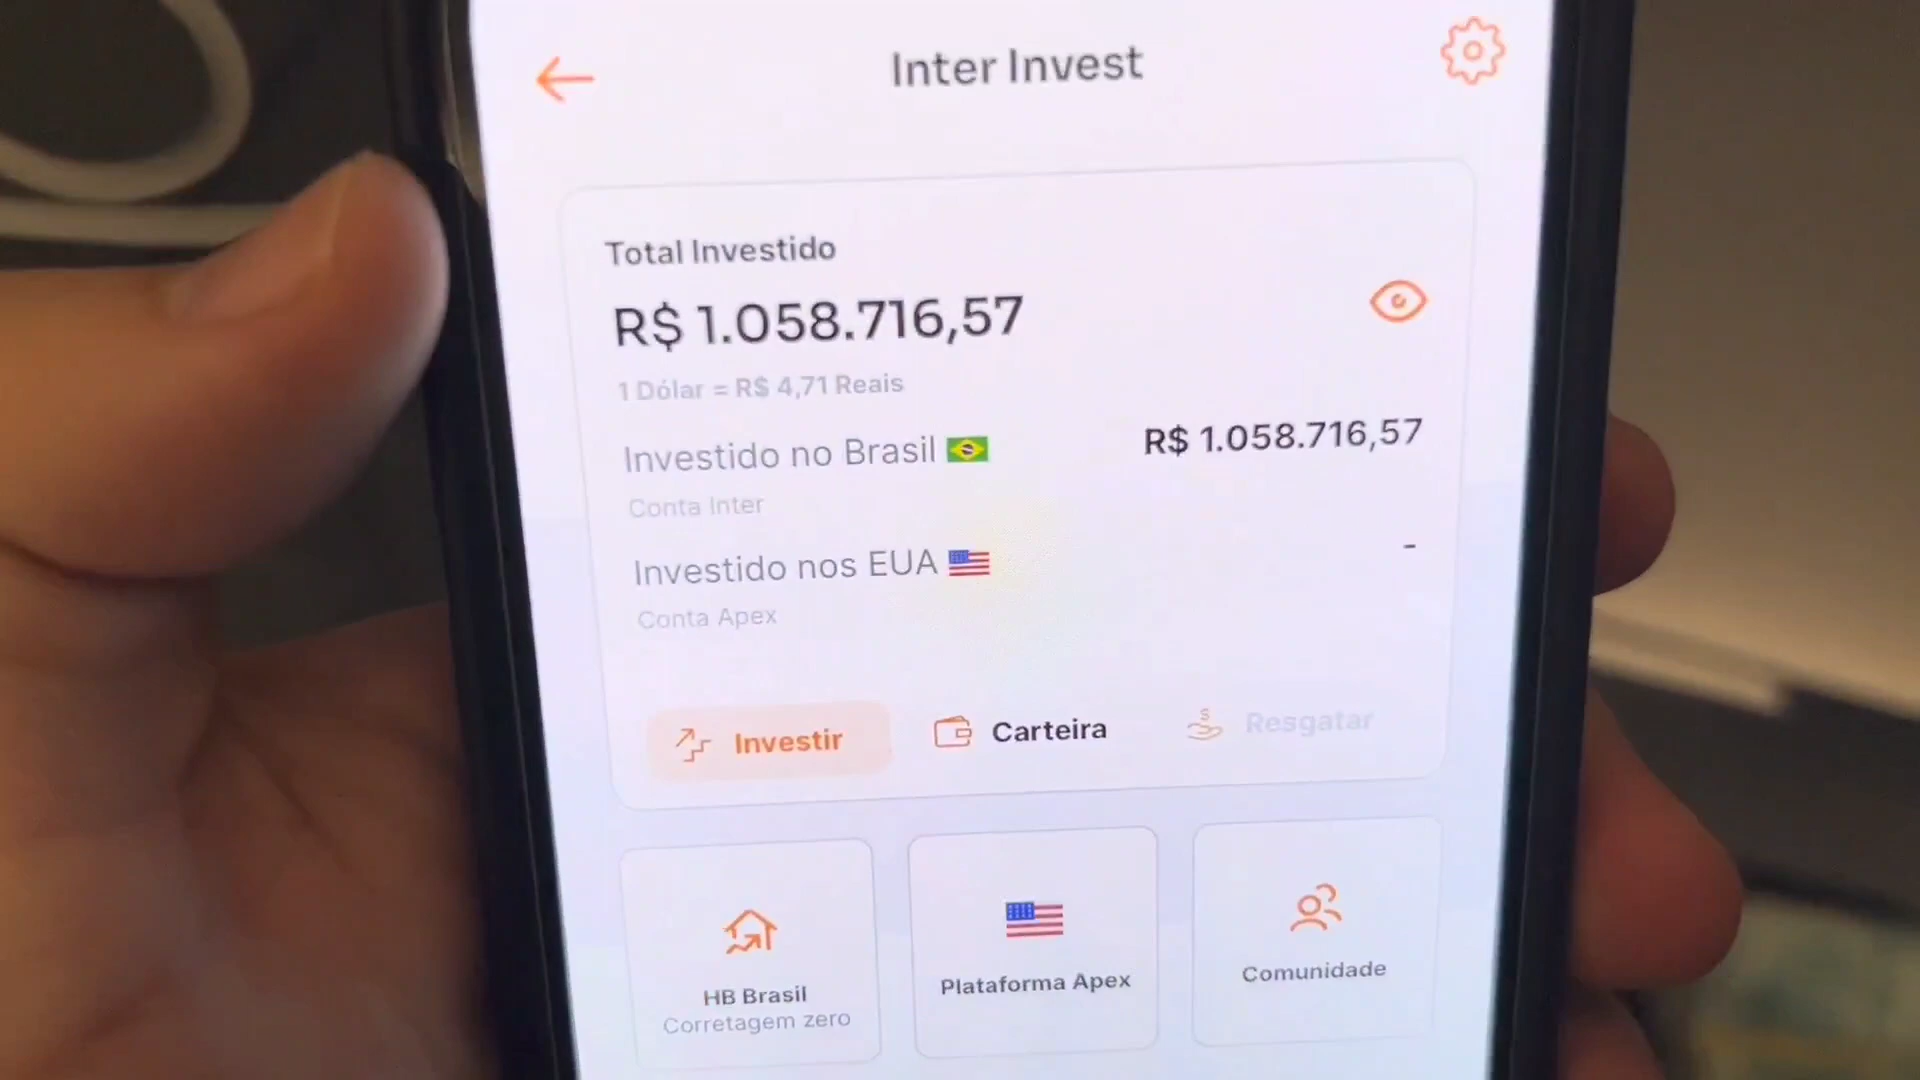 Inter Invest
Total Investido
R$ 1.058.716,57
1 Dólar = R$ 4,71 Reais
Investido no Brasil R$ 1.058.716,57
Conta Inter
Investido nos EUA -
Conta Apex
Investir Carteira Resgatar
HB Brasil
Corretagem zero
Plataforma Apex
Comunidade